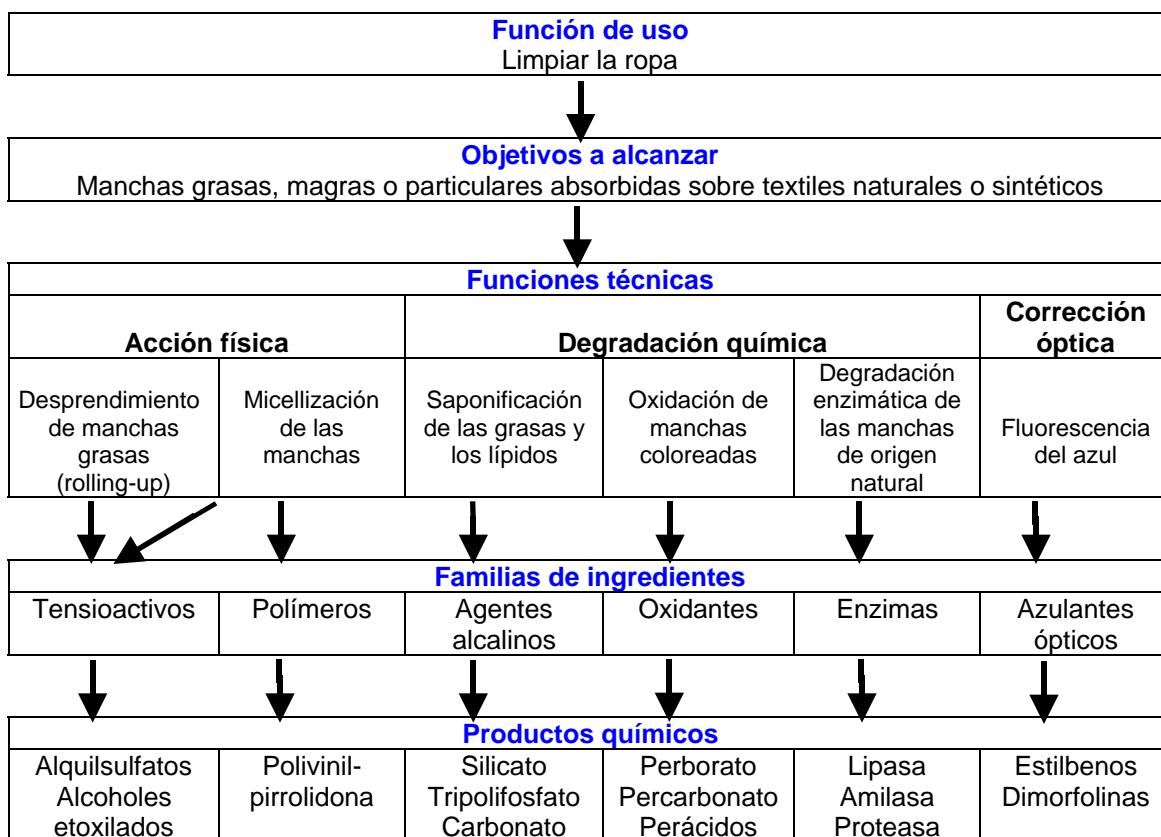 Función de uso
Limpiar la ropa
Objetivos a alcanzar
Manchas grasas, magras o particulares absorbidas sobre textiles naturales o sintéticos
Funciones técnicas
Acción física
Degradación química
Corrección
óptica
Desprendimiento
de manchas
grasas
(rolling-up)
Micellización
de las
manchas
Saponificación
de las grasas y
los lípidos
Oxidación de
manchas
coloreadas
Degradación
enzimática de
las manchas
de origen
natural
Fluorescencia
del azul
Familias de ingredientes
Tensioactivos
Polímeros
Agentes
alcalinos
Oxidantes
Enzimas
Azulantes
ópticos
Productos químicos
Alquilsulfatos
Alcoholes
etoxilados
Polivinil-
pirrolidona
Silicato
Tripolifosfato
Carbonato
Perborato
Percarbonato
Perácidos
Lipasa
Amilasa
Proteasa
Estilbenos
Dimorfolinas